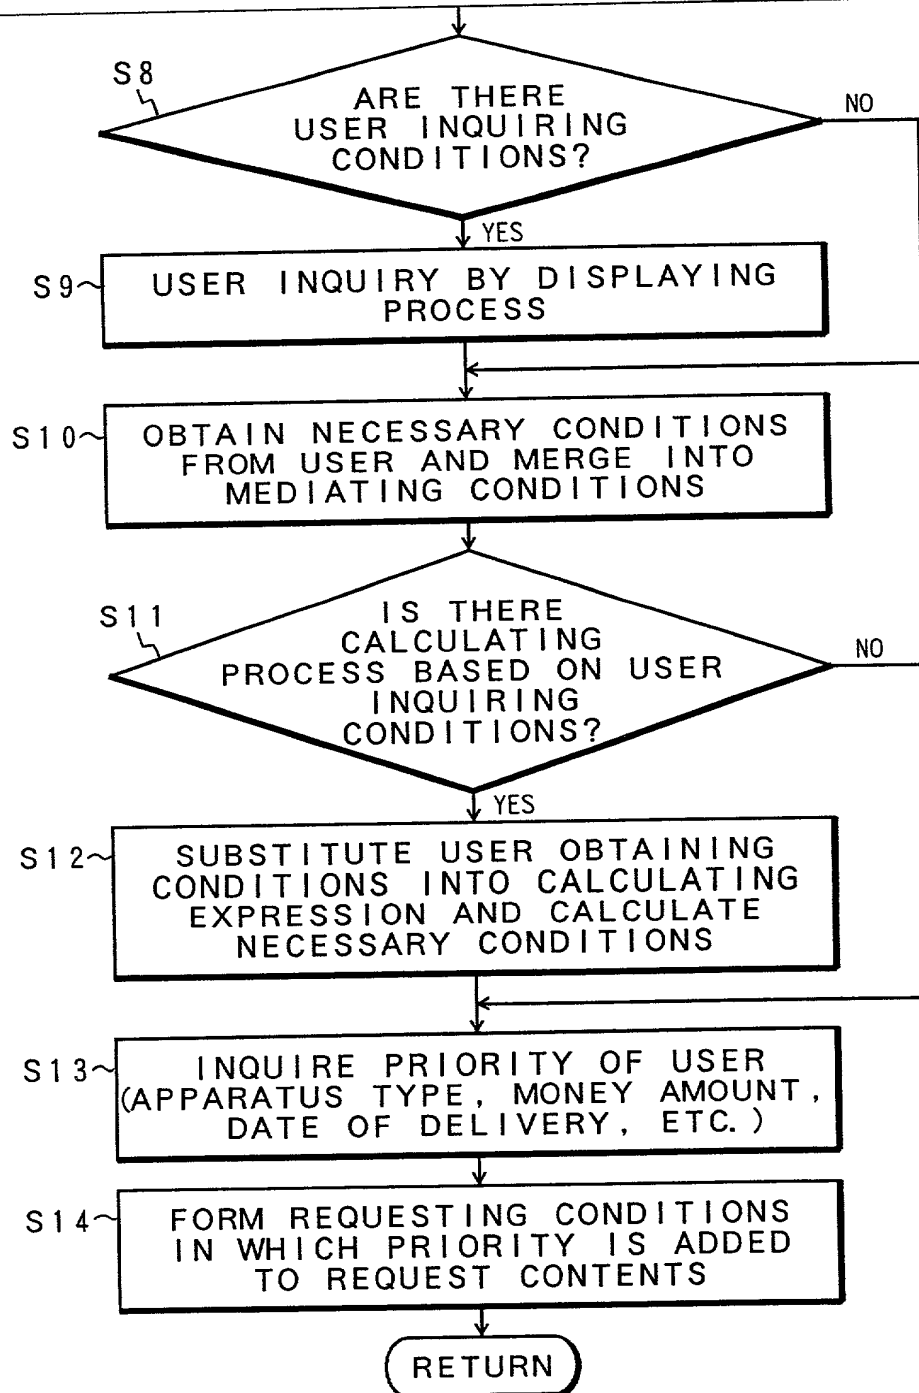 S8
ARE THERE
USER INQUIRING
CONDITIONS?
NO
YES
S9
USER INQUIRY BY DISPLAYING
PROCESS
S10
OBTAIN NECESSARY CONDITIONS
FROM USER AND MERGE INTO
MEDIATING CONDITIONS
S11
IS THERE
CALCULATING
PROCESS BASED ON USER
INQUIRING
CONDITIONS?
NO
YES
S12
SUBSTITUTE USER OBTAINING
CONDITIONS INTO CALCULATING
EXPRESSION AND CALCULATE
NECESSARY CONDITIONS
S13
INQUIRE PRIORITY OF USER
(APPARATUS TYPE, MONEY AMOUNT,
DATE OF DELIVERY, ETC.)
S14
FORM REQUESTING CONDITIONS
IN WHICH PRIORITY IS ADDED
TO REQUEST CONTENTS
RETURN